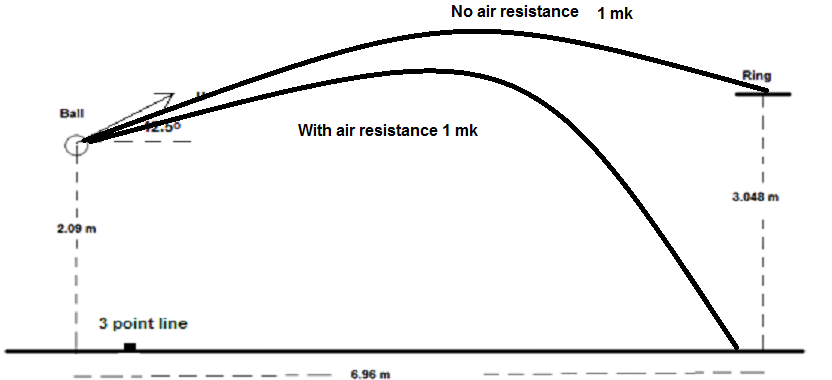 No air resistance 1 mk
Ring
Ball
With air resistance 1 mk
3.048 m
2.09 m
3 point line
6.96 m